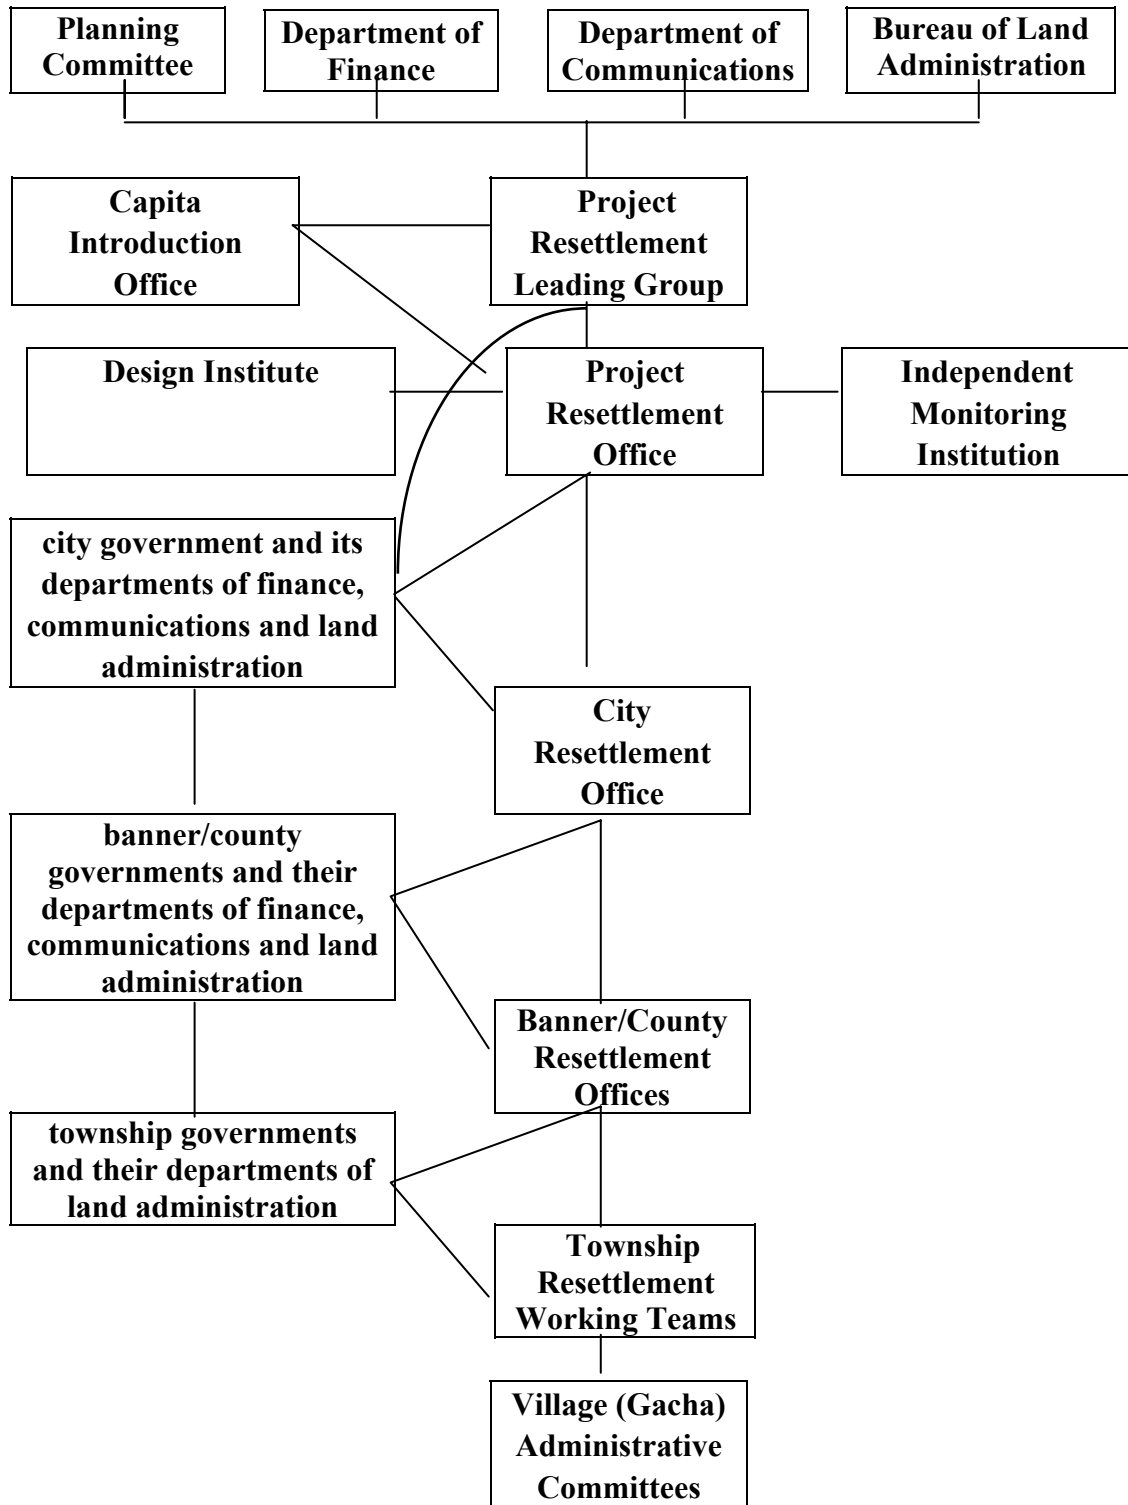 Planning
Committee
Department of
Finance
Department of
Communications
Bureau of Land
Administration
Capita
Introduction
Office
Project
Resettlement
Leading Group
Design Institute
Project
Resettlement
Office
Independent
Monitoring
Institution
city government and its
departments of finance,
communications and land
administration
City
Resettlement
Office
banner/county
governments and their
departments of finance,
communications and land
administration
Banner/County
Resettlement
Offices
township governments
and their departments of
land administration
Township
Resettlement
Working Teams
Village (Gacha)
Administrative
Committees